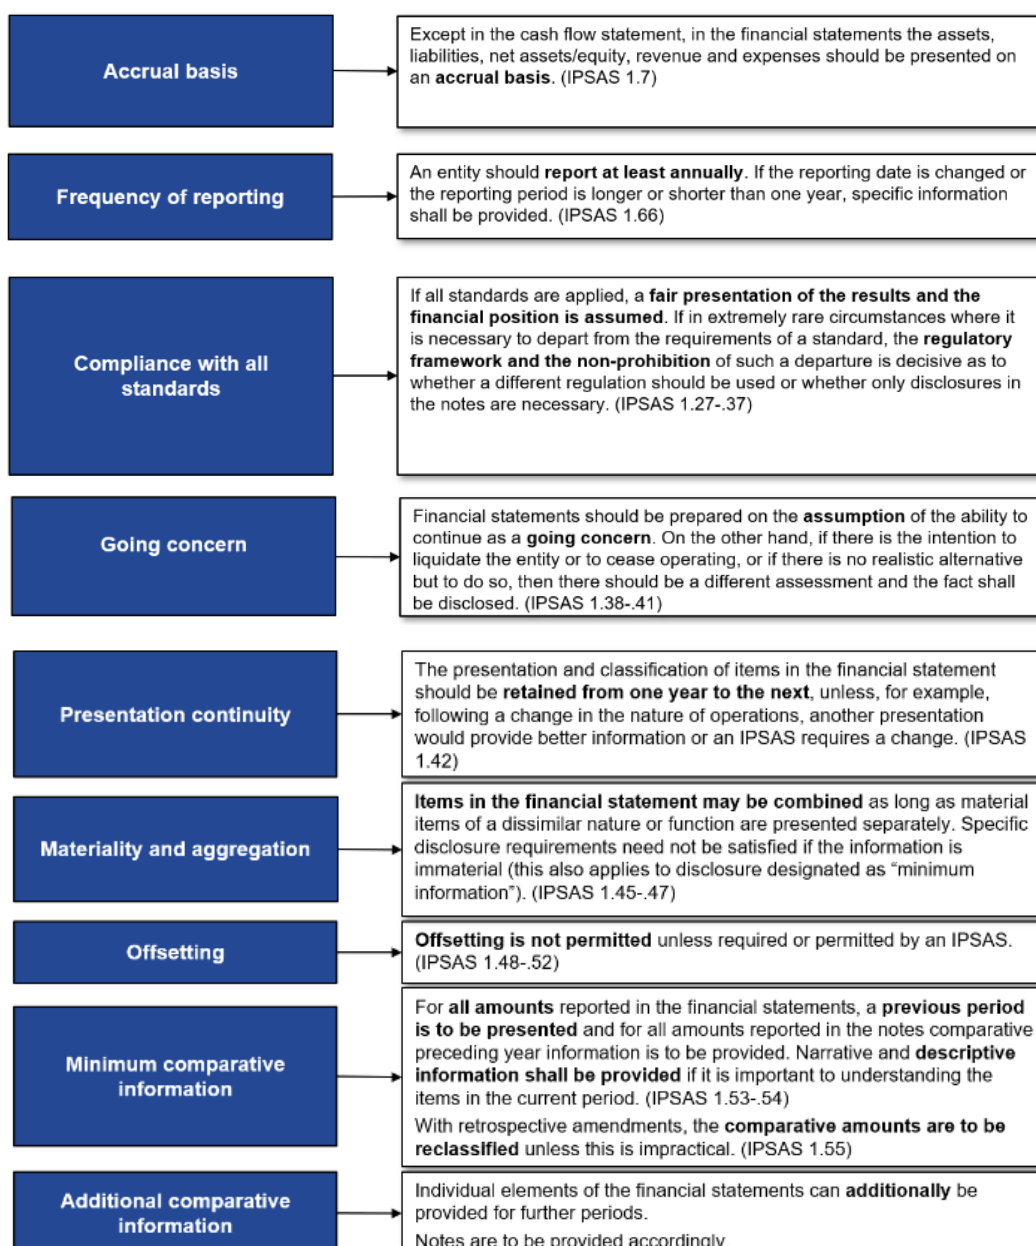 Accrual basis
Except in the cash flow statement, in the financial statements the assets,
liabilities, net assets/equity, revenue and expenses should be presented on
an accrual basis. (IPSAS 1.7)
Frequency of reporting
An entity should report at least annually. If the reporting date is changed or
the reporting period is longer or shorter than one year, specific information
shall be provided. (IPSAS 1.66)
Compliance with all
standards
If all standards are applied, a fair presentation of the results and the
financial position is assumed. If in extremely rare circumstances where it
is necessary to depart from the requirements of a standard, the regulatory
framework and the non-prohibition of such a departure is decisive as to
whether a different regulation should be used or whether only disclosures in
the notes are necessary. (IPSAS 1.27-.37)
Going concern
Financial statements should be prepared on the assumption of the ability to
continue as a going concern. On the other hand, if there is the intention to
liquidate the entity or to cease operating, or if there is no realistic alternative
but to do so, then there should be a different assessment and the fact shall
be disclosed. (IPSAS 1.38-.41)
Presentation continuity
The presentation and classification of items in the financial statement
should be retained from one year to the next, unless, for example,
following a change in the nature of operations, another presentation
would provide better information or an IPSAS requires a change. (IPSAS
1.42)
Materiality and aggregation
Items in the financial statement may be combined as long as material
items of a dissimilar nature or function are presented separately. Specific
disclosure requirements need not be satisfied if the information is
immaterial (this also applies to disclosure designated as “minimum
information”). (IPSAS 1.45-.47)
Offsetting
Offsetting is not permitted unless required or permitted by an IPSAS.
(IPSAS 1.48-.52)
Minimum comparative
information
For all amounts reported in the financial statements, a previous period
is to be presented and for all amounts reported in the notes comparative
preceding year information is to be provided. Narrative and descriptive
information shall be provided if it is important to understanding the
items in the current period. (IPSAS 1.53-.54)
With retrospective amendments, the comparative amounts are to be
reclassified unless this is impractical. (IPSAS 1.55)
Additional comparative
information
Individual elements of the financial statements can additionally be
provided for further periods.
Notes are to be provided accordingly.